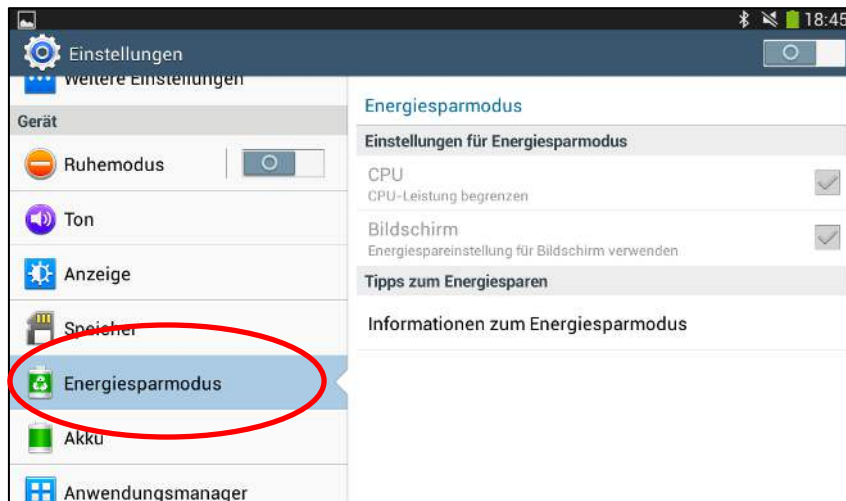 18:45
Einstellungen
Weitere Einstellungen
Gerät
Ruhemodus
Ton
Anzeige
Speicher
Energiesparmodus
Akku
Anwendungsmanager
Energiesparmodus
Einstellungen für Energiesparmodus
CPU
CPU-Leistung begrenzen
Bildschirm
Energiespareinstellung für Bildschirm verwenden
Tipps zum Energiesparen
Informationen zum Energiesparmodus